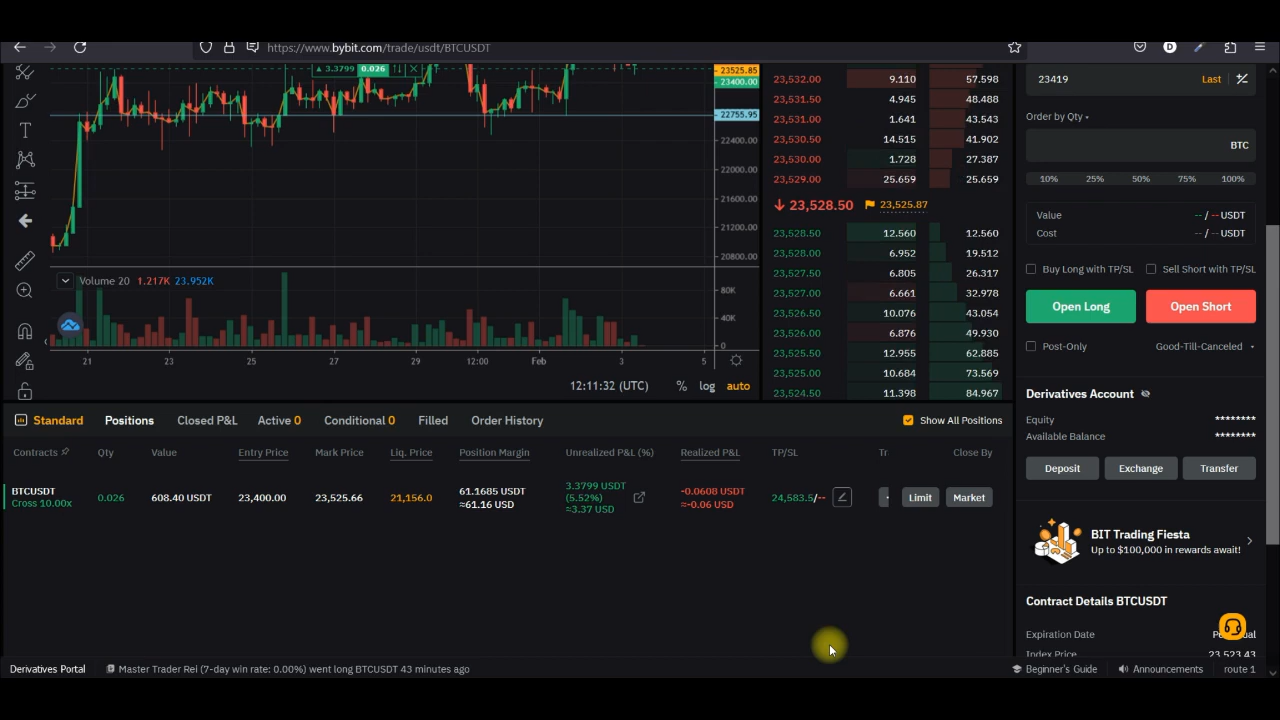 https://www.bybit.com/trade/usdt/BTCUSDT
3.3799 0.026
23525.85
23400.00
22755.95
22400.00
22000.00
21600.00
21200.00
20800.00
Volume 20 1.217K 23.952K
80K
40K
0
21 23 25 27 29 12:00 Feb 3 5
12:11:32 (UTC) % log auto
23,532.00 9.110 57.598
23,531.50 4.945 48.488
23,531.00 1.641 43.543
23,530.50 14.515 41.902
23,530.00 1.728 27.387
23,529.00 25.659 25.659
23,528.50 23,525.87
23,528.50 12.560 12.560
23,528.00 6.952 19.512
23,527.50 6.805 26.317
23,527.00 6.661 32.978
23,526.50 10.076 43.054
23,526.00 6.876 49.930
23,525.50 12.955 62.885
23,525.00 10.684 73.569
23,524.50 11.398 84.967
23419 Last
Order by Qty
BTC
10% 25% 50% 75% 100%
Value -- / -- USDT
Cost -- / -- USDT
Buy Long with TP/SL Sell Short with TP/SL
Open Long Open Short
Post-Only Good-Till-Canceled
Derivatives Account
Equity ********
Available Balance ********
Deposit Exchange Transfer
BIT Trading Fiesta
Up to $100,000 in rewards await!
Contract Details BTCUSDT
Expiration Date
Index Price 23,523.43
Standard Positions Closed P&L Active 0 Conditional 0 Filled Order History Show All Positions
Contracts Qty Value Entry Price Mark Price Liq. Price Position Margin Unrealized P&L (%) Realized P&L TP/SL Tr Close By
BTCUSDT
Cross 10.00x
0.026 608.40 USDT 23,400.00 23,525.66 21,156.0
61.1685 USDT
≈61.16 USD
3.3799 USDT
(5.52%)
≈3.37 USD
-0.0608 USDT
≈-0.06 USD
24,583.5/-- Limit Market
Derivatives Portal Master Trader Rei (7-day win rate: 0.00%) went long BTCUSDT 43 minutes ago Beginner's Guide Announcements route 1